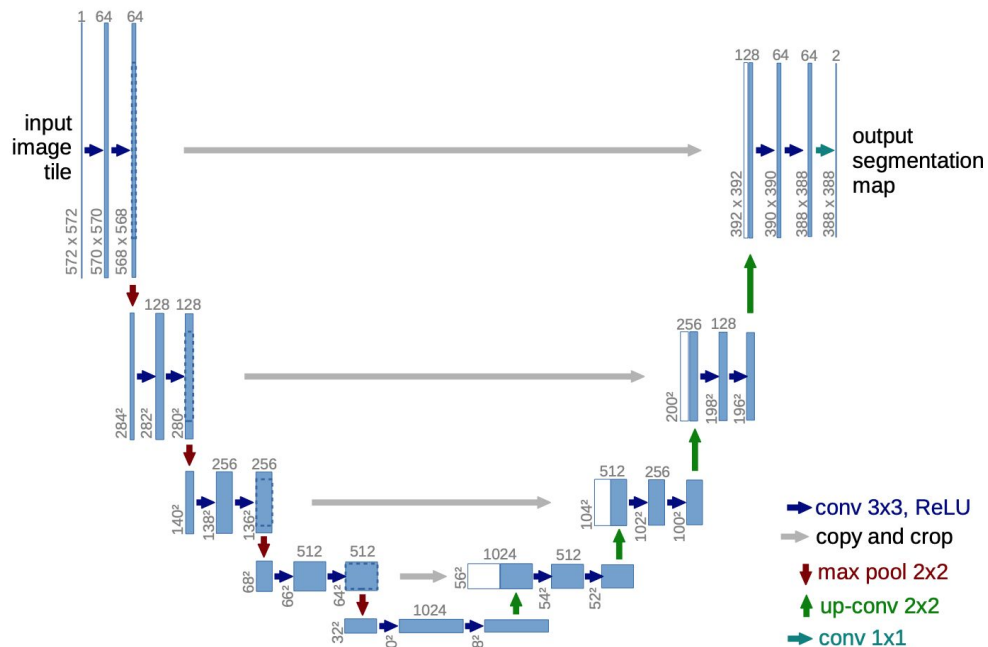 1 64 64
input
image
tile
572 x 572
570 x 570
568 x 568
128 64 64 2
392 x 392
390 x 390
388 x 388
388 x 388
output
segmentation
map
128 128
284²
282²
280²
256 128
200²
198²
196²
256 256
140²
138²
136²
512 256
104²
102²
100²
512 512
68²
66²
64²
1024 512
56²
54²
52²
1024
32²
conv 3x3, ReLU
copy and crop
max pool 2x2
up-conv 2x2
conv 1x1